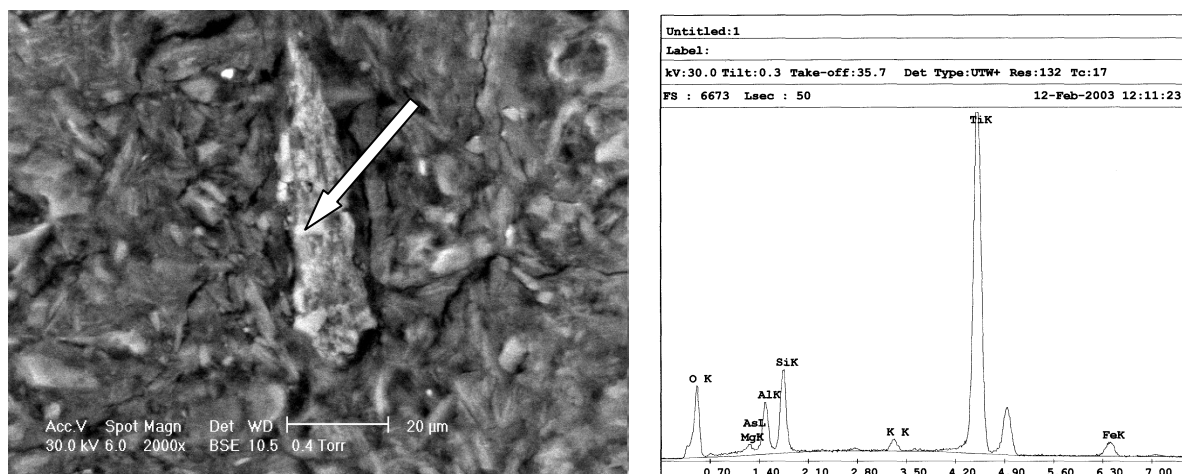 Acc.V Spot Magn Det WD 20 µm
30.0 kV 6.0 2000x BSE 10.5 0.4 Torr
Untitled:1
Label:
kV:30.0 Tilt:0.3 Take-off:35.7 Det Type:UTW+ Res:132 Tc:17
FS : 6673 Lsec : 50 12-Feb-2003 12:11:23
TiK
SiK
O K
AlK
AsL
MgK
K K
FeK
0.70 1.40 2.10 2.80 3.50 4.20 4.90 5.60 6.30 7.00